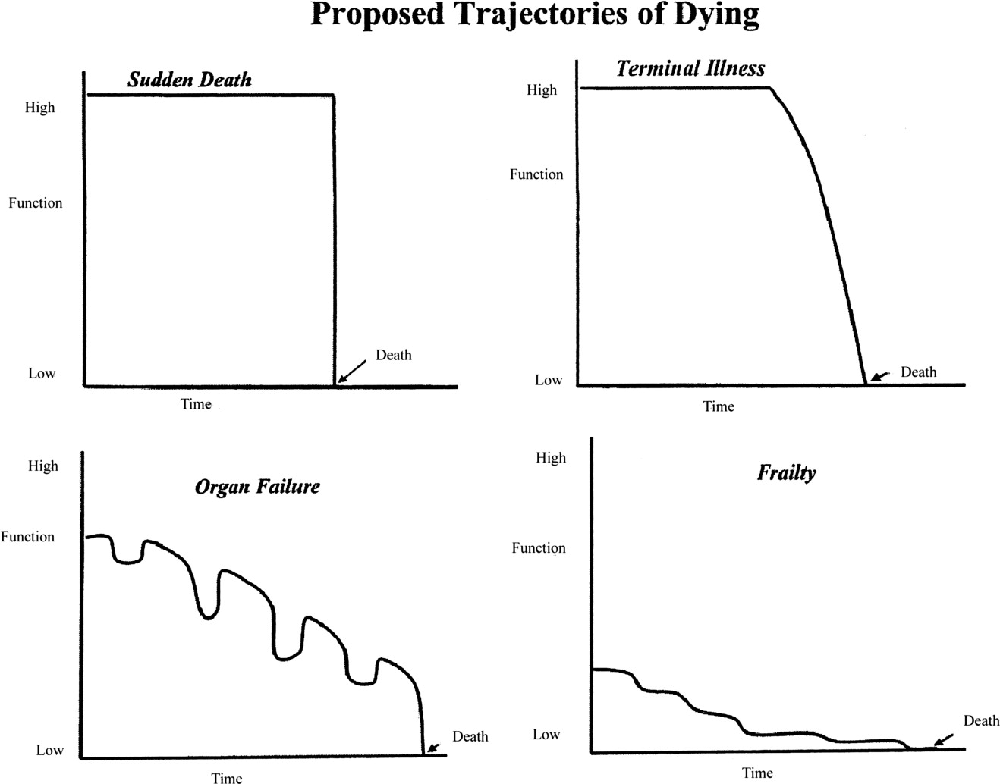 Proposed Trajectories of Dying
Sudden Death
High
Function
Low
Death
Time
Terminal Illness
High
Function
Low
Death
Time
Organ Failure
High
Function
Low
Death
Time
Frailty
High
Function
Low
Death
Time